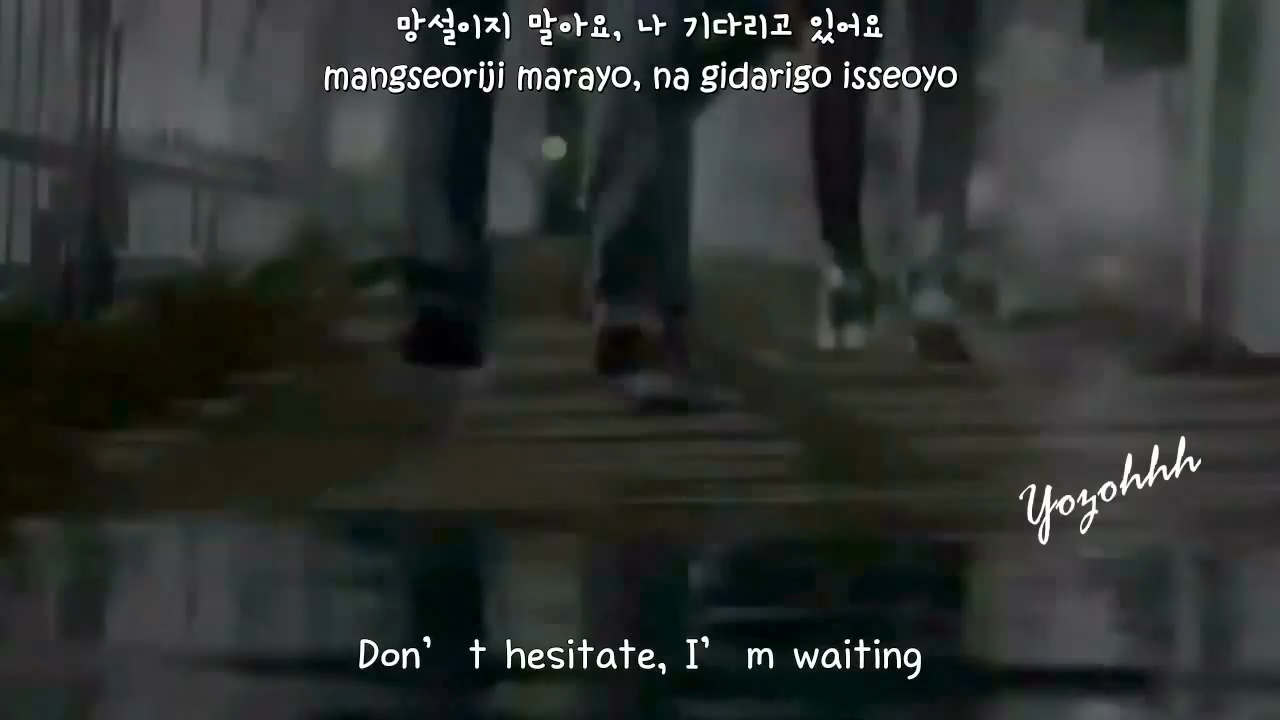 망설이지 말아요, 나 기다리고 있어요
mangseoriji marayo, na gidarigo isseoyo
Yozohhh
Don’t hesitate, I’m waiting